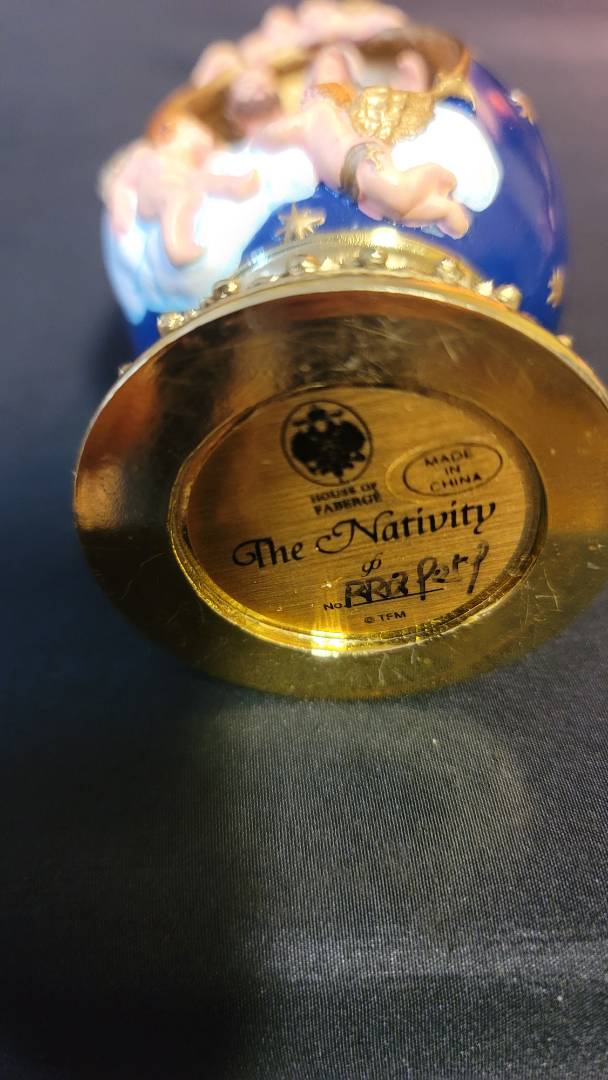 HOUSE OF
FABERGÉ
MADE
IN
CHINA
The Nativity
No.
© TFM